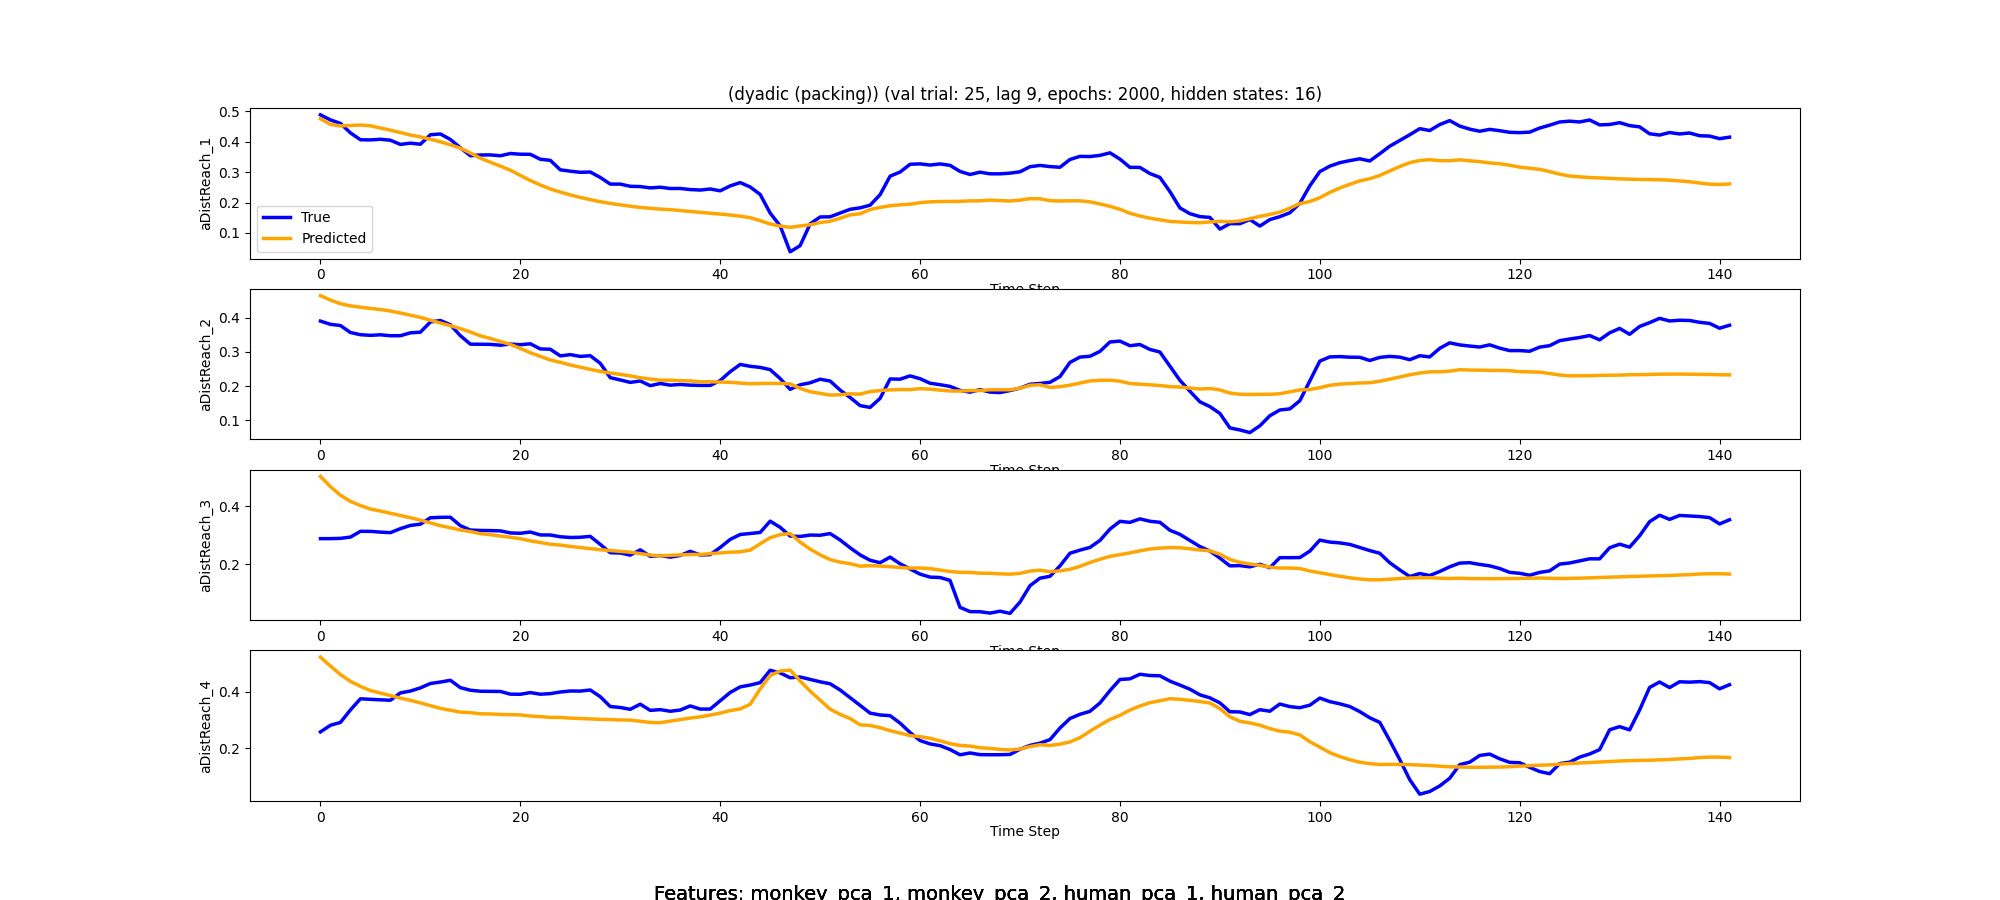 (dyadic (packing)) (val trial: 25, lag 9, epochs: 2000, hidden states: 16)
aDistReach_1
0.5
0.4
0.3
0.2
0.1
True
Predicted
0 20 40 60 80 100 120 140
Time Step
aDistReach_2
0.4
0.3
0.2
0.1
0 20 40 60 80 100 120 140
Time Step
aDistReach_3
0.4
0.2
0 20 40 60 80 100 120 140
Time Step
aDistReach_4
0.4
0.2
0 20 40 60 80 100 120 140
Time Step
Features: monkey_pca_1, monkey_pca_2, human_pca_1, human_pca_2